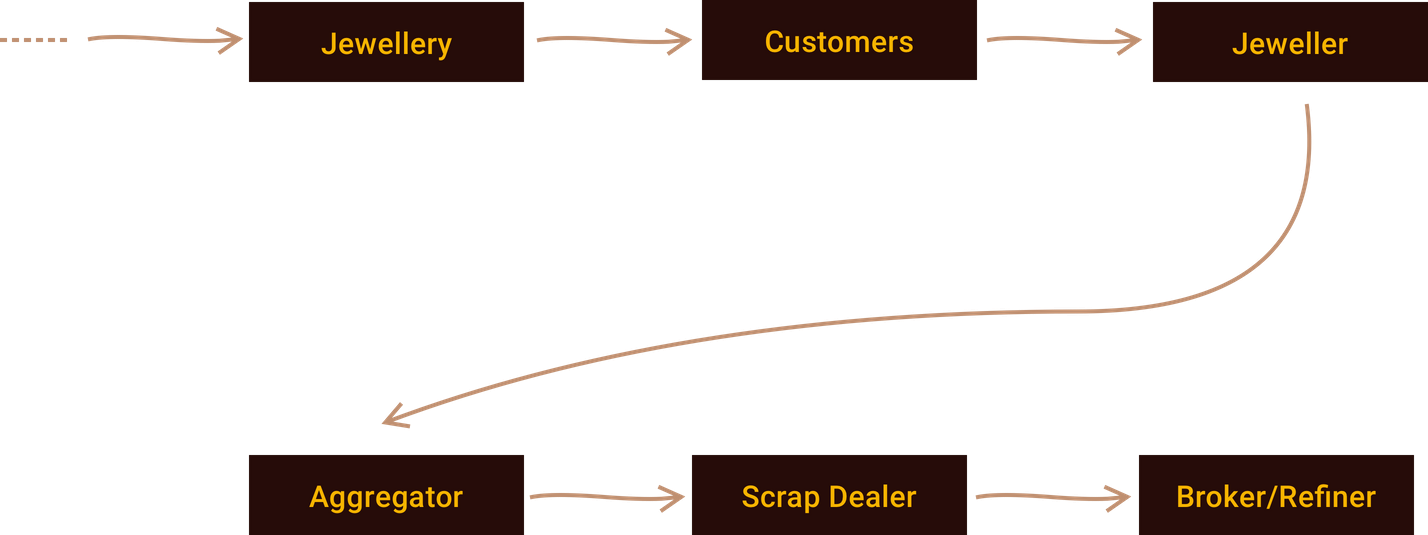 Jewellery
Customers
Jeweller
Aggregator
Scrap Dealer
Broker/Refiner